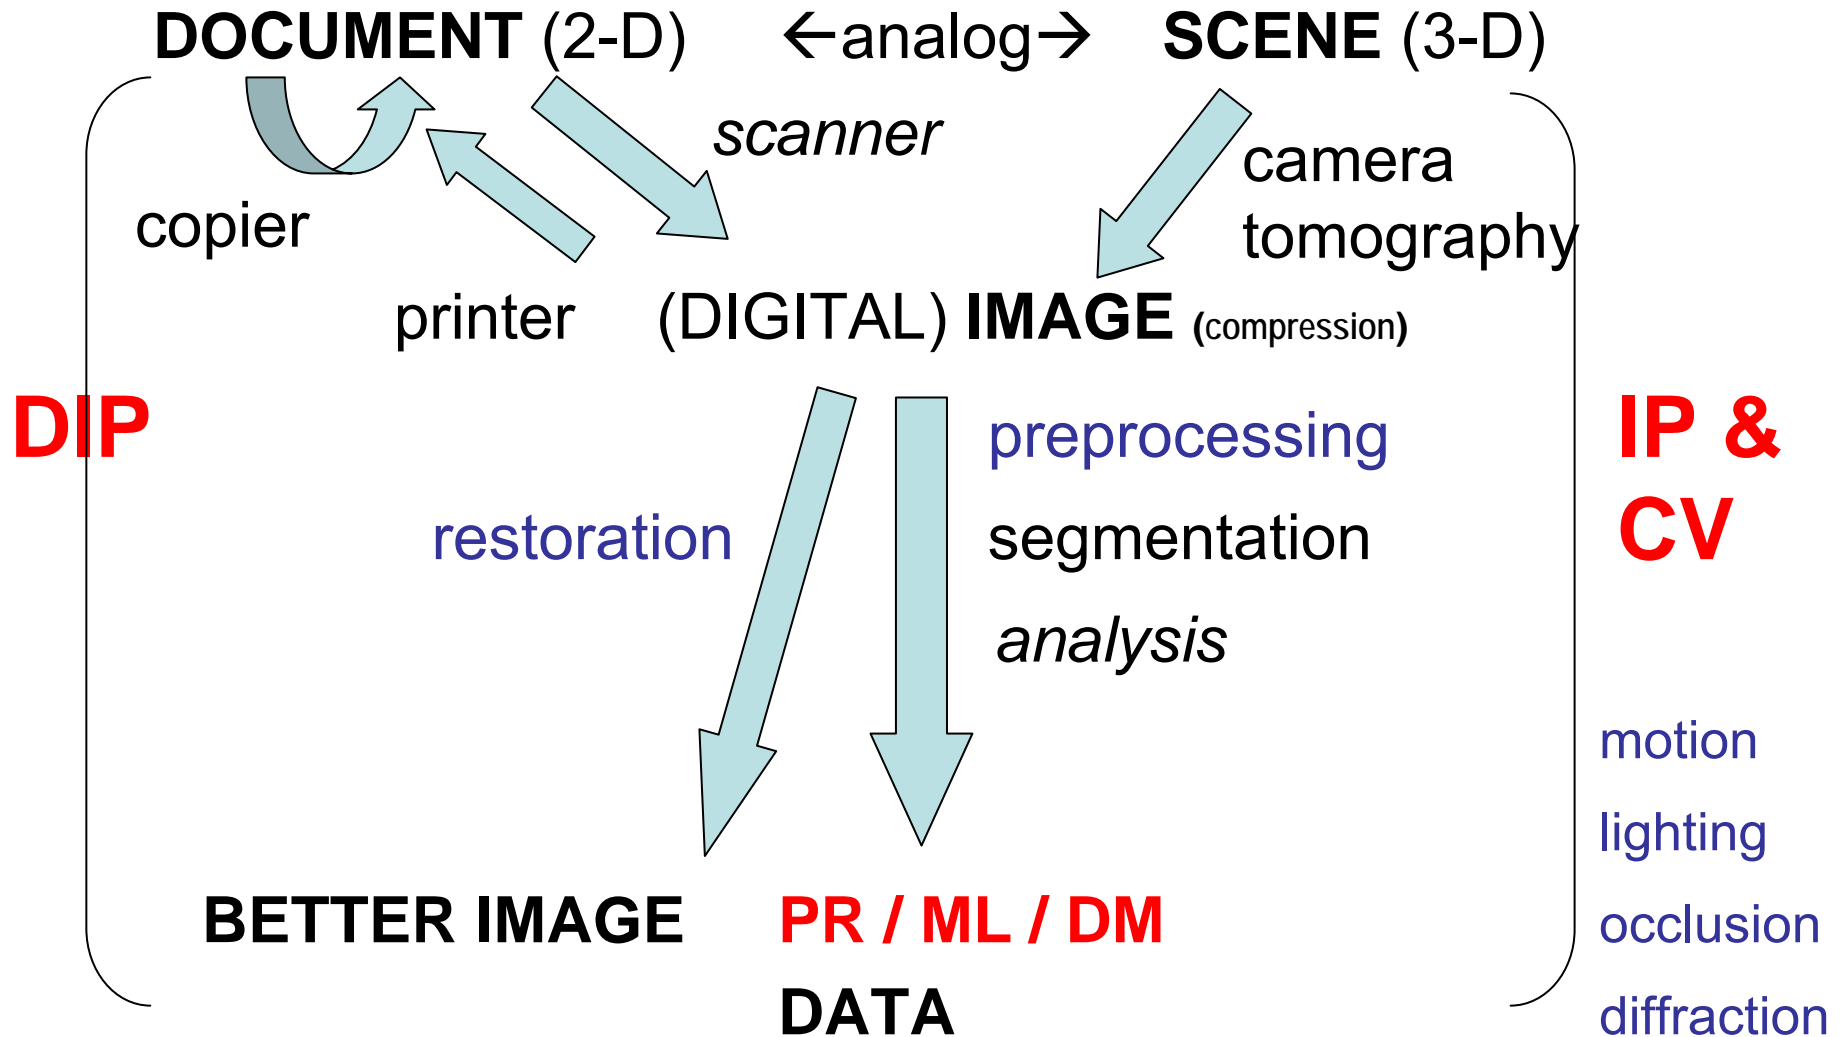 DOCUMENT (2-D) ←analog→ SCENE (3-D)
scanner
camera
copier
tomography
printer (DIGITAL) IMAGE (compression)
DIP
preprocessing
IP &
restoration
segmentation
CV
analysis
motion
lighting
BETTER IMAGE PR / ML / DM
occlusion
DATA
diffraction